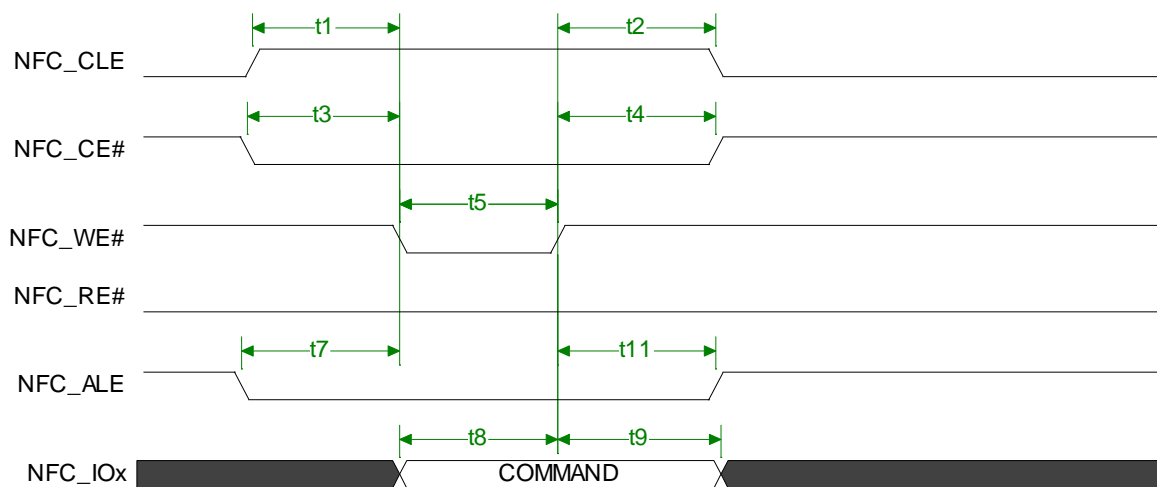 t1 t2
NFC_CLE
t3 t4
NFC_CE#
t5
NFC_WE#
NFC_RE#
t7 t11
NFC_ALE
t8 t9
NFC_IOx COMMAND